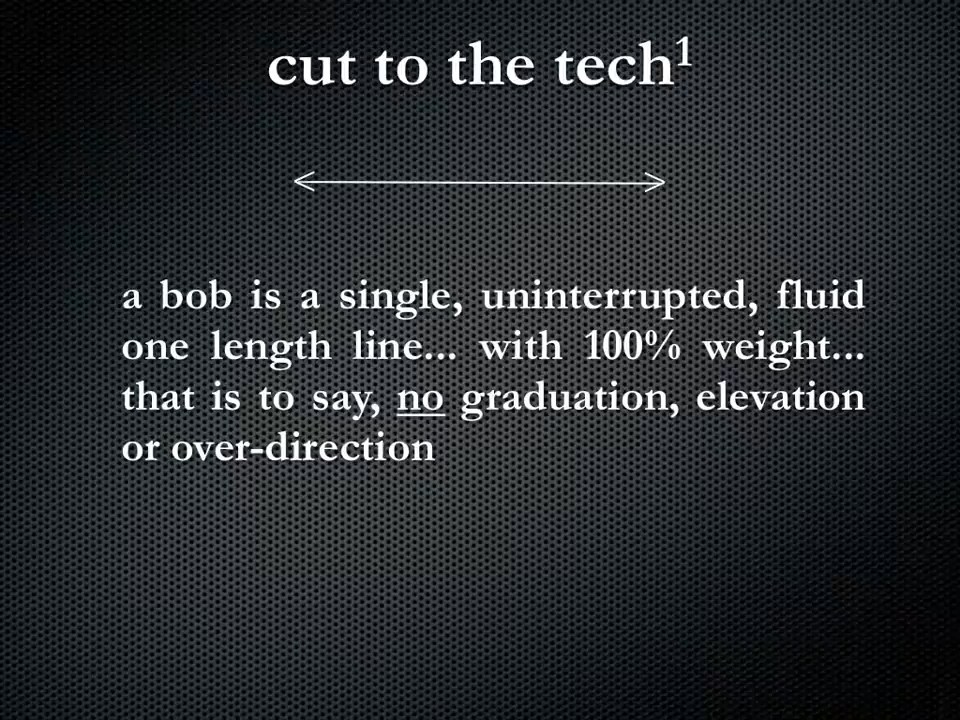 cut to the tech¹
a bob is a single, uninterrupted, fluid
one length line... with 100% weight...
that is to say, no graduation, elevation
or over-direction